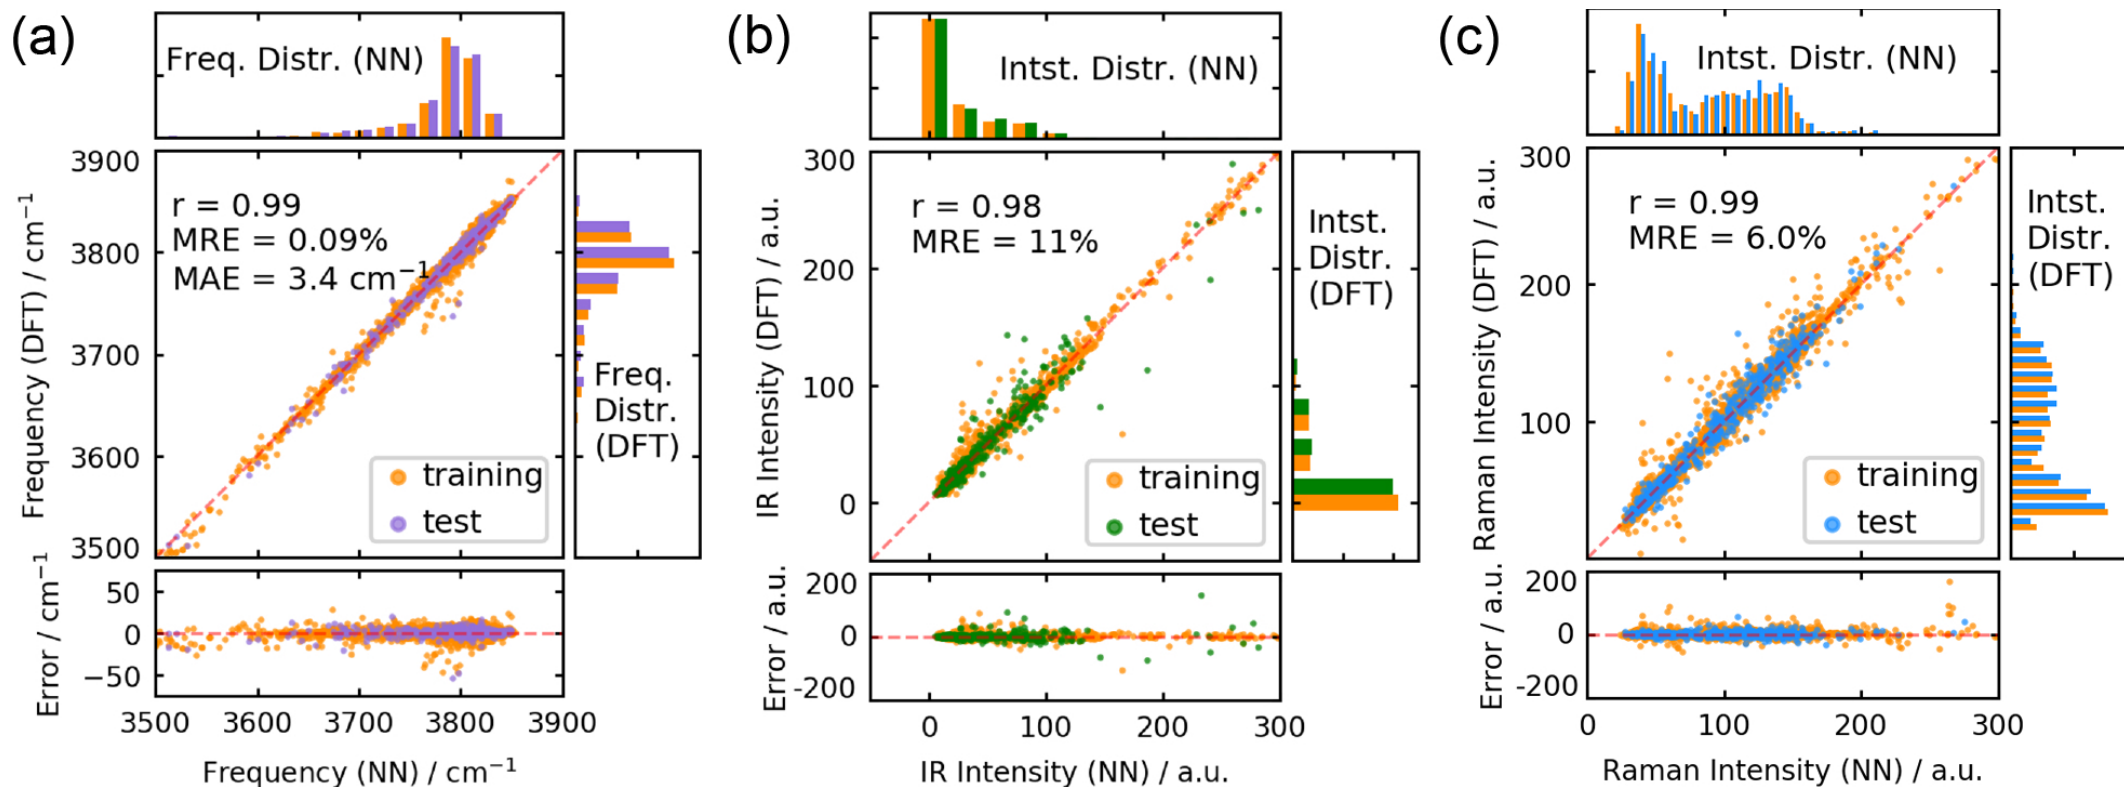 (a)
Freq. Distr. (NN)
3900
3800
3700
3600
3500
Frequency (DFT) / cm⁻¹
r = 0.99
MRE = 0.09%
MAE = 3.4 cm⁻¹
training
test
Freq.
Distr.
(DFT)
50
0
−50
Error / cm⁻¹
3500
3600
3700
3800
3900
Frequency (NN) / cm⁻¹
(b)
Intst. Distr. (NN)
300
200
100
0
IR Intensity (DFT) / a.u.
r = 0.98
MRE = 11%
training
test
Intst.
Distr.
(DFT)
200
0
-200
Error / a.u.
0
100
200
300
IR Intensity (NN) / a.u.
(c)
Intst. Distr. (NN)
300
200
100
Raman Intensity (DFT) / a.u.
r = 0.99
MRE = 6.0%
training
test
Intst.
Distr.
(DFT)
200
0
-200
Error / a.u.
0
100
200
300
Raman Intensity (NN) / a.u.